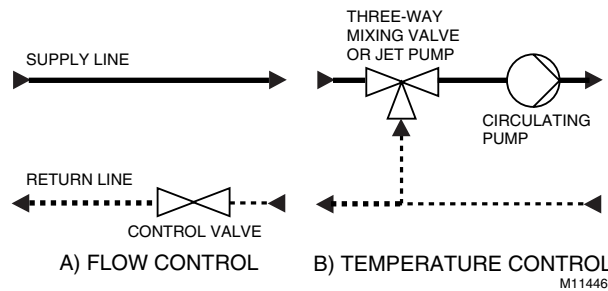 THREE-WAY
MIXING VALVE
OR JET PUMP
SUPPLY LINE
CIRCULATING
PUMP
RETURN LINE
CONTROL VALVE
A) FLOW CONTROL
B) TEMPERATURE CONTROL
M11446